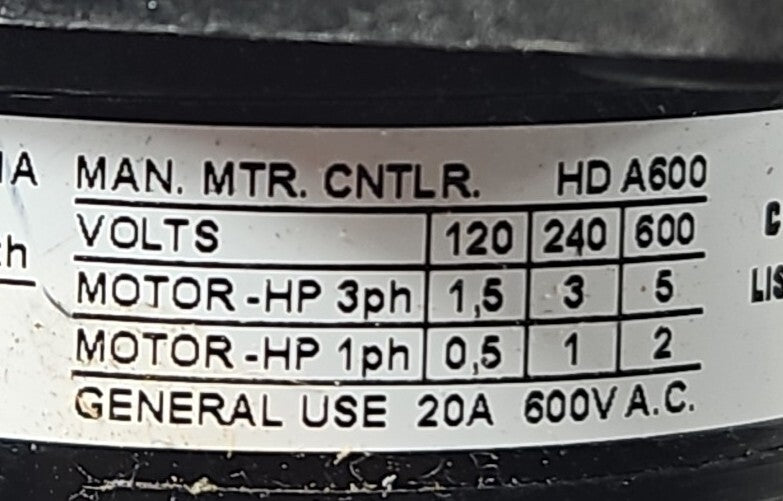 MAN. MTR. CNTLR. HD A600
VOLTS 120 240 600
MOTOR-HP 3ph 1,5 3 5
MOTOR-HP 1ph 0,5 1 2
GENERAL USE 20A 600V A.C.